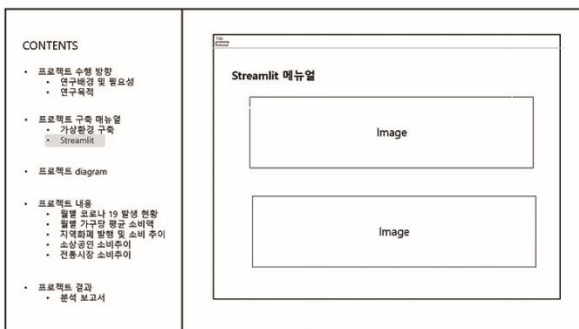 CONTENTS
• 프로젝트 수행 방향
• 연구배경 및 필요성
• 연구목적
• 프로젝트 구축 매뉴얼
• 가상환경 구축
• Streamlit
• 프로젝트 diagram
• 프로젝트 내용
• 월별 코로나 19 발생 현황
• 월별 가구당 평균 소비액
• 지역화폐 발행 및 소비 추이
• 소상공인 소비추이
• 전통시장 소비추이
• 프로젝트 결과
• 분석 보고서
Streamlit 메뉴얼
Image
Image